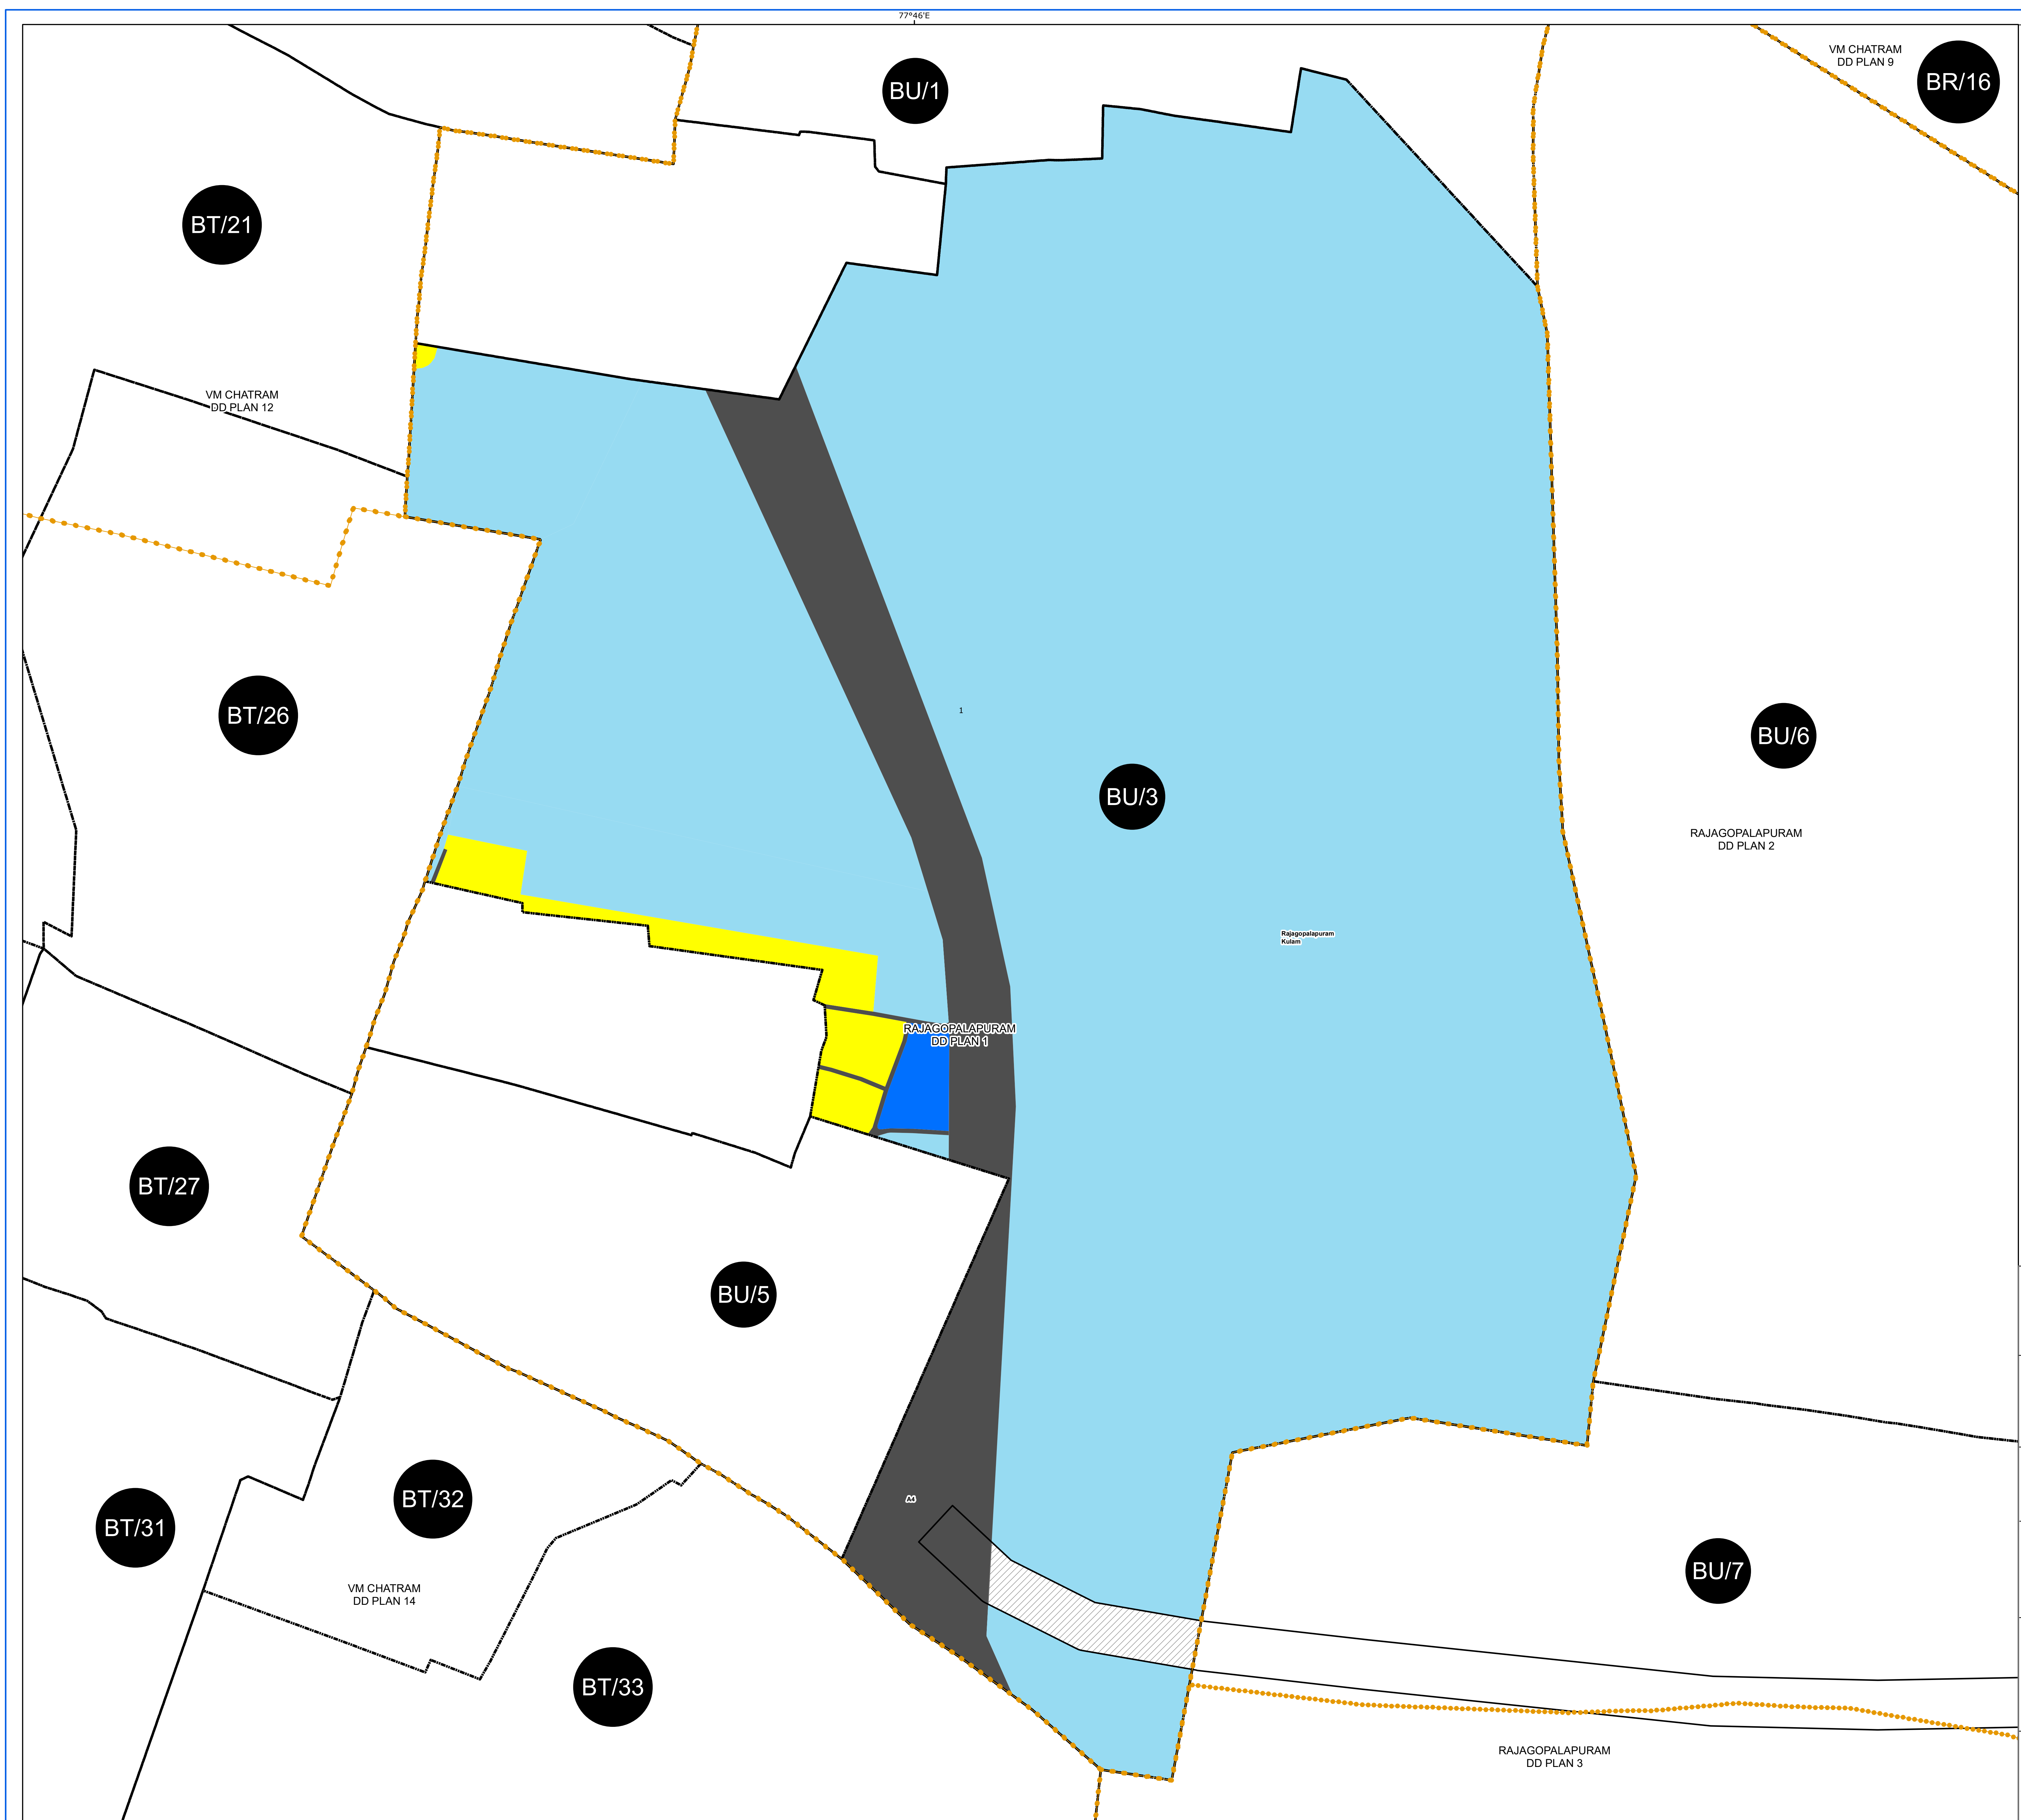 77°46'E
VM CHATRAM
DD PLAN 9
BR/16
BU/1
BT/21
VM CHATRAM
DD PLAN 12
BT/26
1
BU/6
BU/3
RAJAGOPALAPURAM
DD PLAN 2
Rajagopalapuram
Kulam
RAJAGOPALAPURAM
DD PLAN 1
BT/27
BU/5
BT/32
BT/31
BU/7
VM CHATRAM
DD PLAN 14
BT/33
RAJAGOPALAPURAM
DD PLAN 3